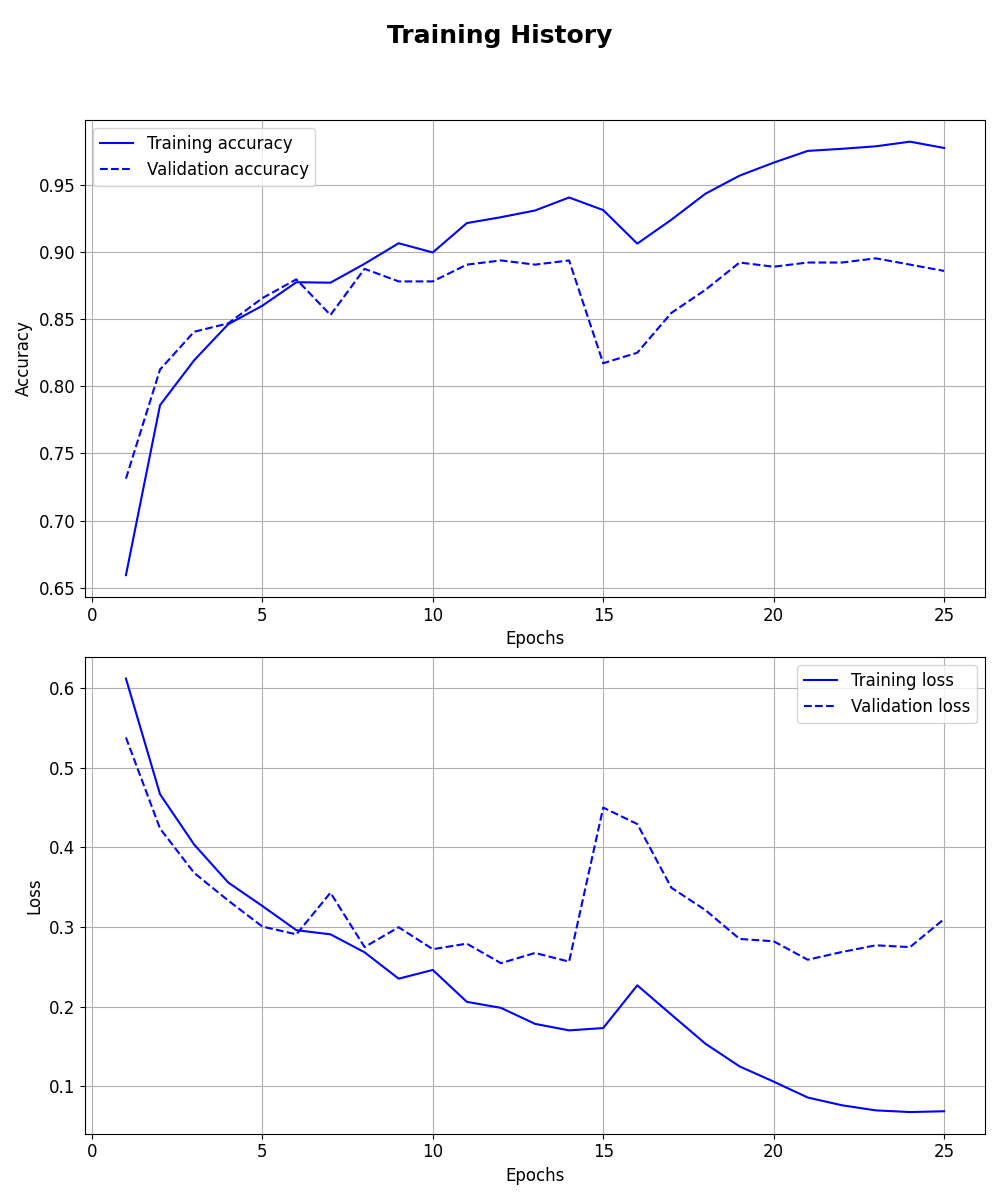 Training History
Training accuracy
Validation accuracy
0.95
0.90
0.85
0.80
0.75
0.70
0.65
Accuracy
0 5 10 15 20 25
Epochs
Training loss
Validation loss
0.6
0.5
0.4
0.3
0.2
0.1
Loss
0 5 10 15 20 25
Epochs